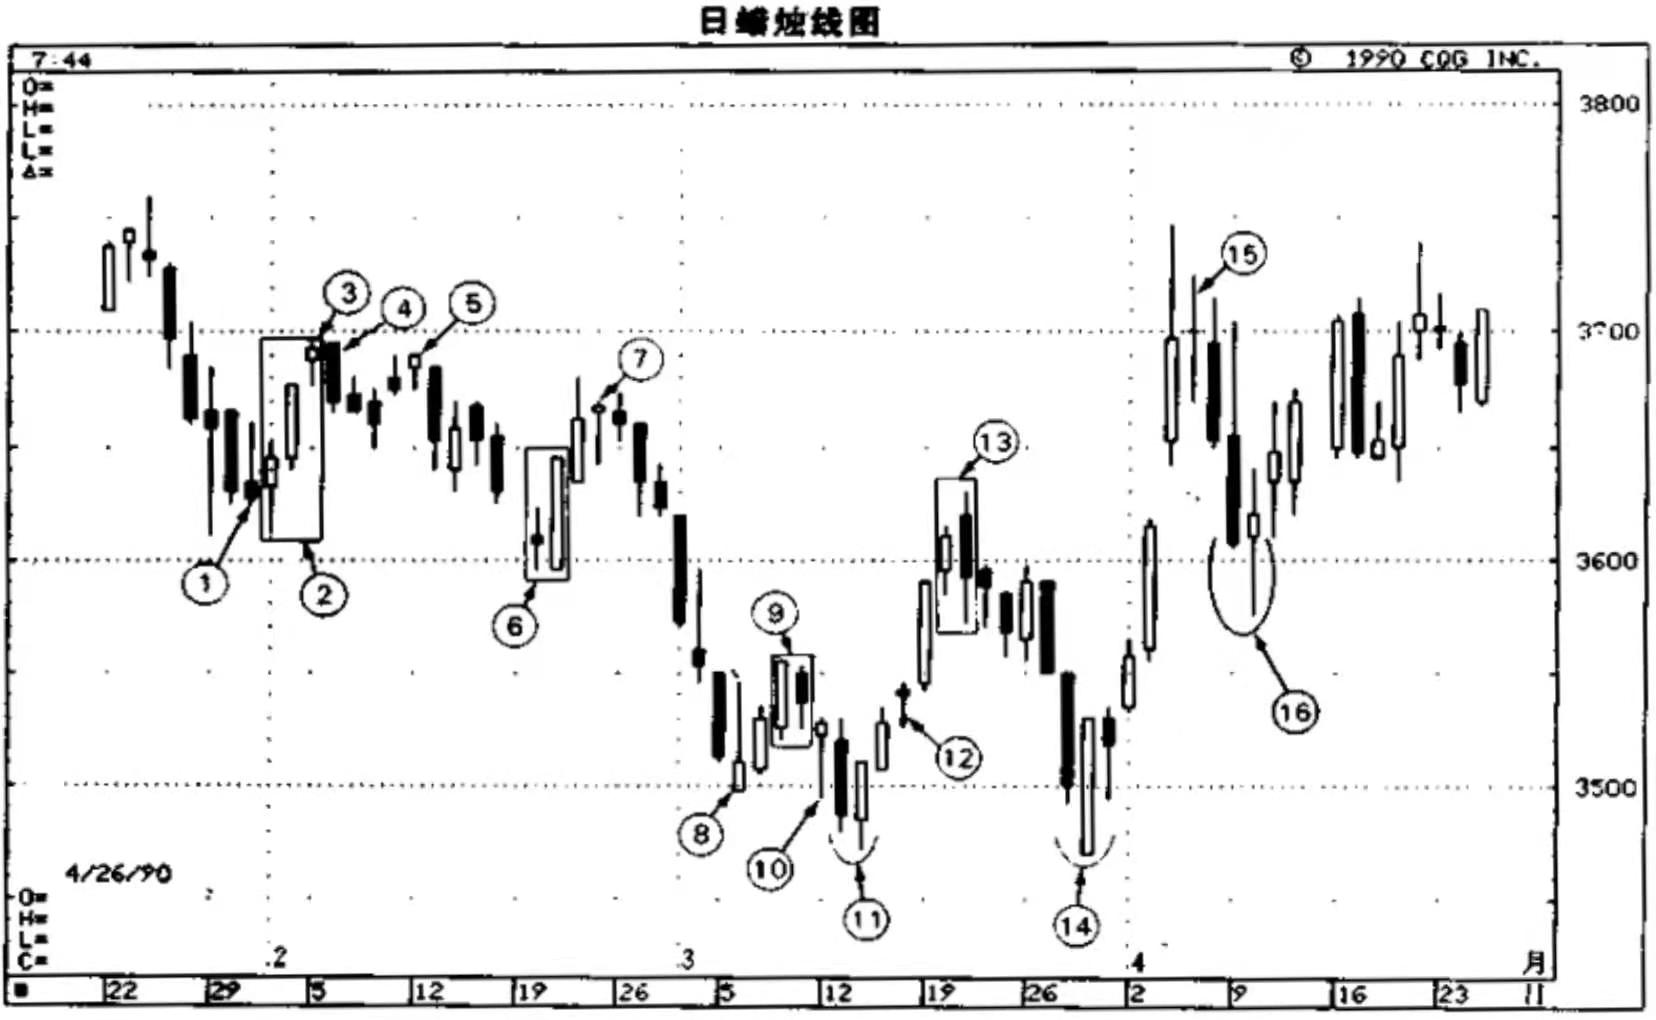 日蜡烛线图
7:44
© 1990 CQG INC.
O=
H=
L=
L=
Δ=
3800
3700
3600
3500
③
④
⑤
⑦
①
②
⑥
⑨
⑧
⑩
⑪
⑫
⑬
⑭
⑮
⑯
4/26/90
O=
H=
L=
C=
2
3
4
月
22 29 5 12 19 26 5 12 19 26 2 9 16 23